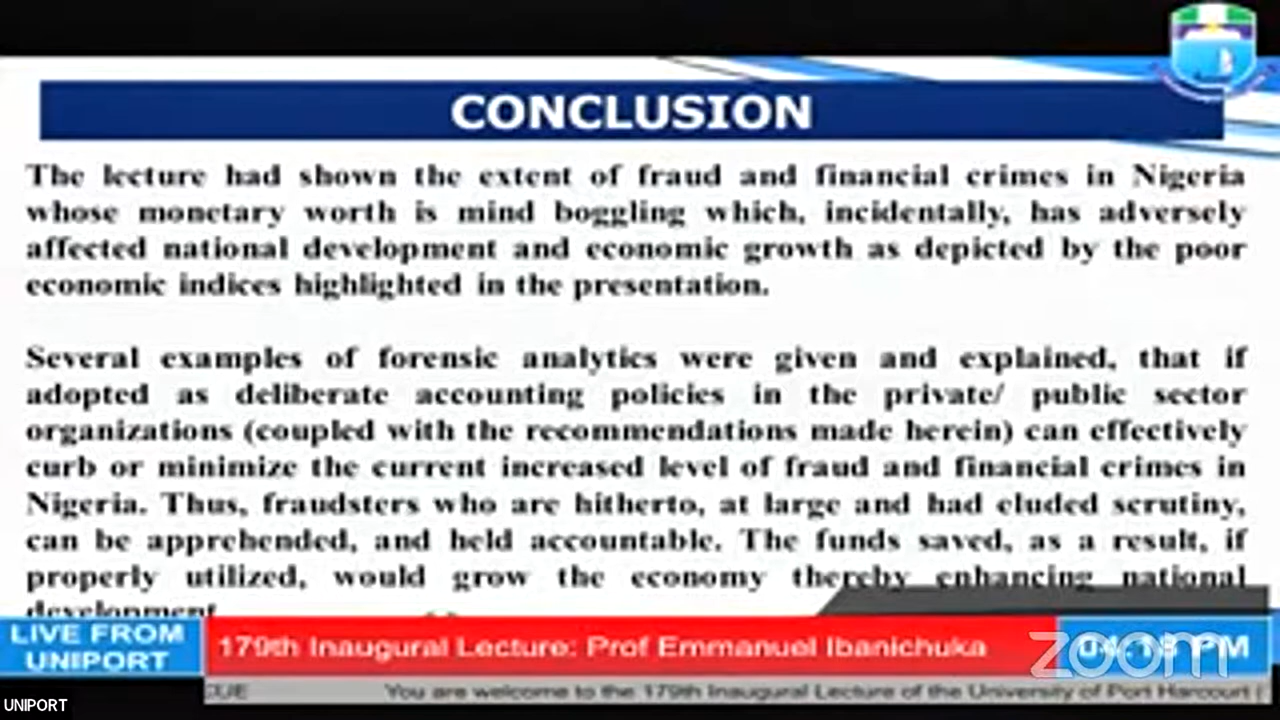 CONCLUSION
The lecture had shown the extent of fraud and financial crimes in Nigeria
whose monetary worth is mind boggling which, incidentally, has adversely
affected national development and economic growth as depicted by the poor
economic indices highlighted in the presentation.
Several examples of forensic analytics were given and explained, that if
adopted as deliberate accounting policies in the private/ public sector
organizations (coupled with the recommendations made herein) can effectively
curb or minimize the current increased level of fraud and financial crimes in
Nigeria. Thus, fraudsters who are hitherto, at large and had eluded scrutiny,
can be apprehended, and held accountable. The funds saved, as a result, if
properly utilized, would grow the economy thereby enhancing national
development
LIVE FROM
UNIPORT
179th Inaugural Lecture: Prof Emmanuel Ibanichuka
zoom
PM
You are welcome to the 179th Inaugural Lecture of the University of Port Harcourt (
UNIPORT